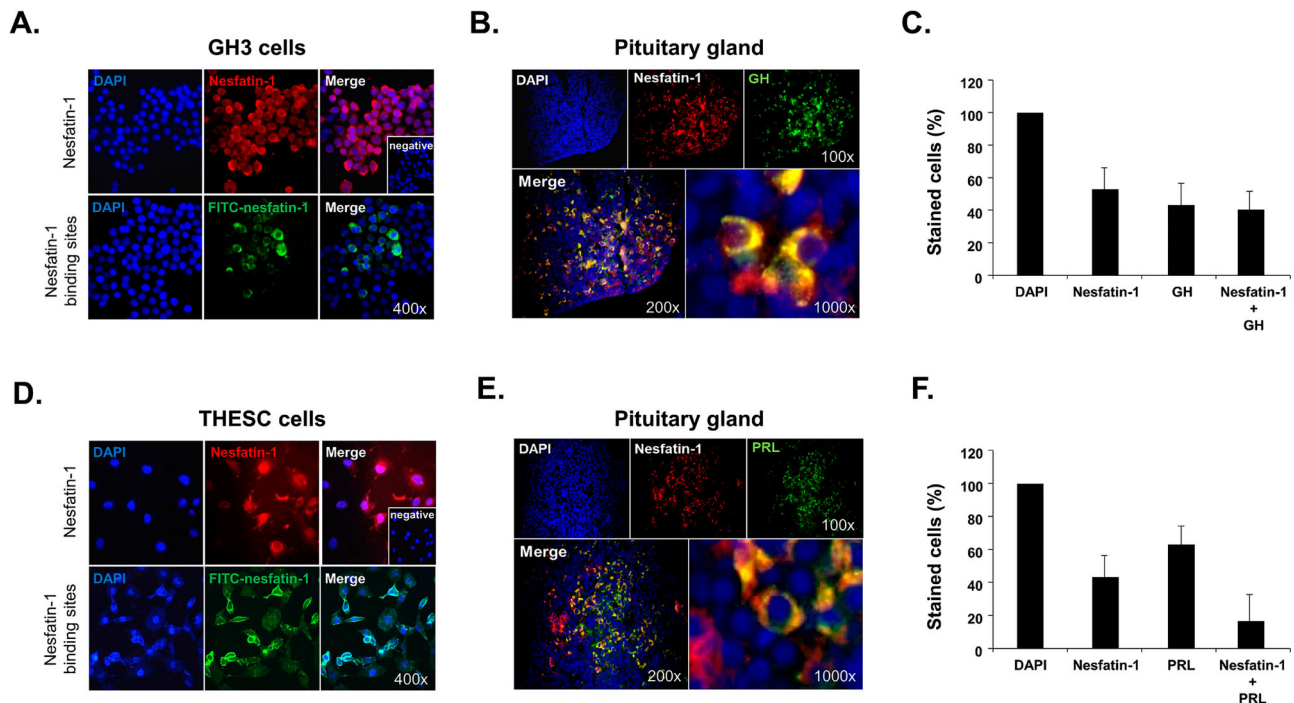 A.
GH3 cells
Nesfatin-1
DAPI
Nesfatin-1
Merge
negative
Nesfatin-1
binding sites
DAPI
FITC-nesfatin-1
Merge
400x
B.
Pituitary gland
DAPI
Nesfatin-1
GH
100x
Merge
200x
1000x
C.
Stained cells (%)
120
100
80
60
40
20
0
DAPI
Nesfatin-1
GH
Nesfatin-1
+
GH
D.
THESC cells
Nesfatin-1
DAPI
Nesfatin-1
Merge
negative
Nesfatin-1
binding sites
DAPI
FITC-nesfatin-1
Merge
400x
E.
Pituitary gland
DAPI
Nesfatin-1
PRL
100x
Merge
200x
1000x
F.
Stained cells (%)
120
100
80
60
40
20
0
DAPI
Nesfatin-1
PRL
Nesfatin-1
+
PRL